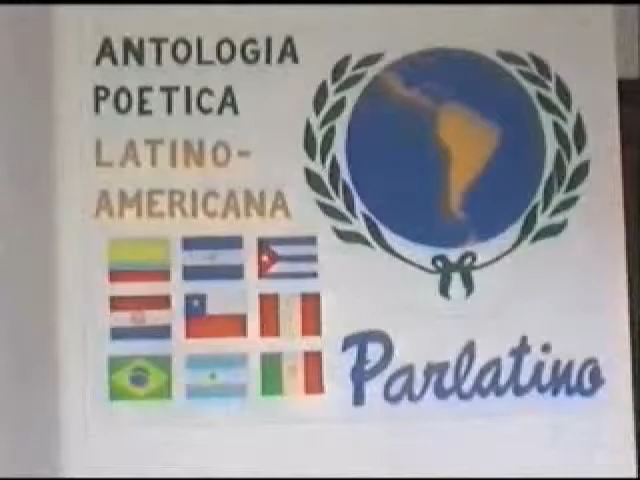 ANTOLOGIA
POETICA
LATINO-
AMERICANA
Parlatino